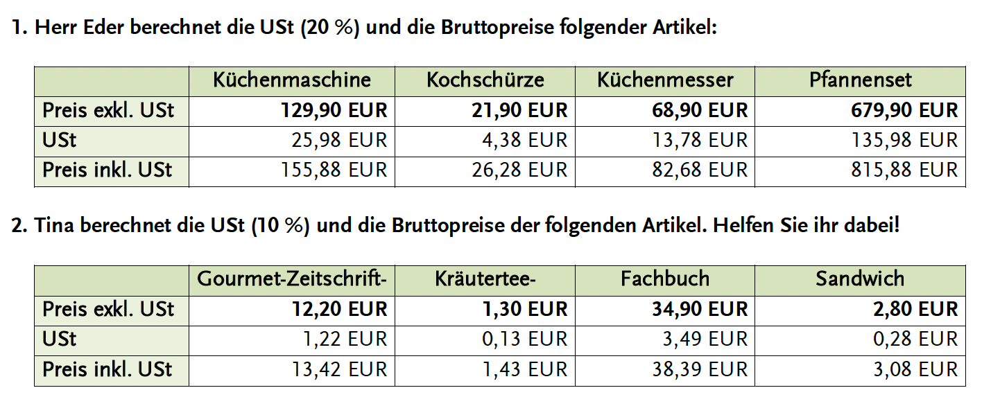 1. Herr Eder berechnet die USt (20 %) und die Bruttopreise folgender Artikel:
Küchenmaschine Kochschürze Küchenmesser Pfannenset
Preis exkl. USt 129,90 EUR 21,90 EUR 68,90 EUR 679,90 EUR
USt 25,98 EUR 4,38 EUR 13,78 EUR 135,98 EUR
Preis inkl. USt 155,88 EUR 26,28 EUR 82,68 EUR 815,88 EUR
2. Tina berechnet die USt (10 %) und die Bruttopreise der folgenden Artikel. Helfen Sie ihr dabei!
Gourmet-Zeitschrift- Kräutertee- Fachbuch Sandwich
Preis exkl. USt 12,20 EUR 1,30 EUR 34,90 EUR 2,80 EUR
USt 1,22 EUR 0,13 EUR 3,49 EUR 0,28 EUR
Preis inkl. USt 13,42 EUR 1,43 EUR 38,39 EUR 3,08 EUR